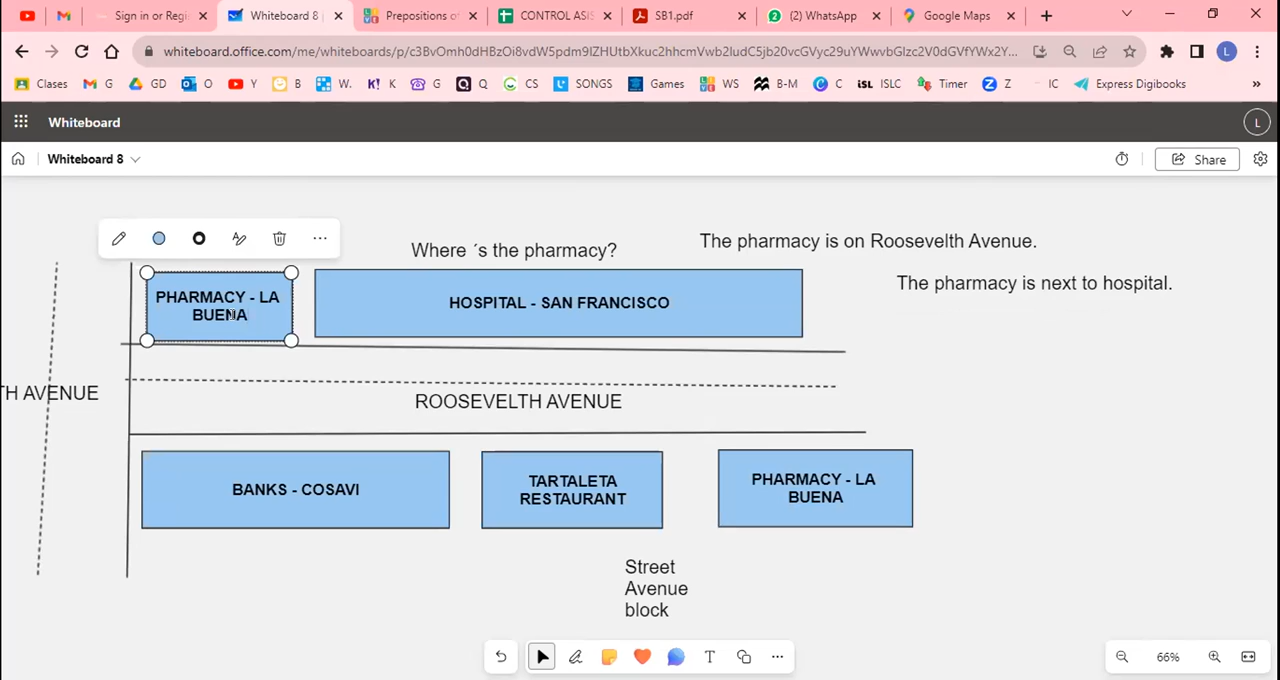 Sign in or Regi
Whiteboard 8 |
Prepositions of
CONTROL ASIS
SB1.pdf
(2) WhatsApp
Google Maps
whiteboard.office.com/me/whiteboards/p/
Clases
M G
GD
O
Y
B
W.
K! K
G
Q
CS
SONGS
Games
WS
B-M
C
iSL ISLC
Timer
Z
IC
Express Digibooks
»
Whiteboard
L
Whiteboard 8
Share
Where ´s the pharmacy?
The pharmacy is on Roosevelth Avenue.
The pharmacy is next to hospital.
PHARMACY - LA
BUENA
HOSPITAL - SAN FRANCISCO
TH AVENUE
ROOSEVELTH AVENUE
BANKS - COSAVI
TARTALETA
RESTAURANT
PHARMACY - LA
BUENA
Street
Avenue
block
66%